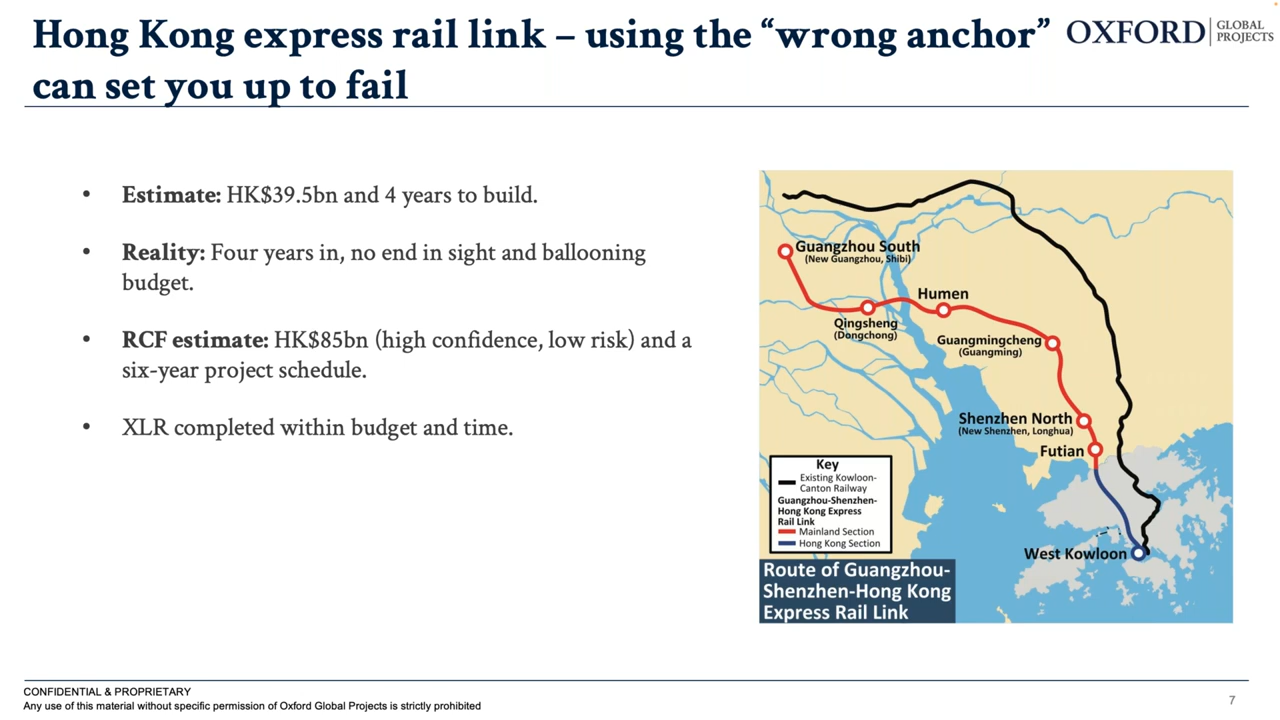 Hong Kong express rail link – using the “wrong anchor”
can set you up to fail
OXFORD
GLOBAL
PROJECTS
• Estimate: HK$39.5bn and 4 years to build.
• Reality: Four years in, no end in sight and ballooning
budget.
• RCF estimate: HK$85bn (high confidence, low risk) and a
six-year project schedule.
• XLR completed within budget and time.
Guangzhou South
(New Guangzhou, Shibi)
Humen
Qingsheng
(Dongchong)
Guangmingcheng
(Guangming)
Shenzhen North
(New Shenzhen, Longhua)
Futian
Key
Existing Kowloon-
Canton Railway
Guangzhou-Shenzhen-
Hong Kong Express
Rail Link
Mainland Section
Hong Kong Section
West Kowloon
Route of Guangzhou-
Shenzhen-Hong Kong
Express Rail Link
CONFIDENTIAL & PROPRIETARY
Any use of this material without specific permission of Oxford Global Projects is strictly prohibited
7